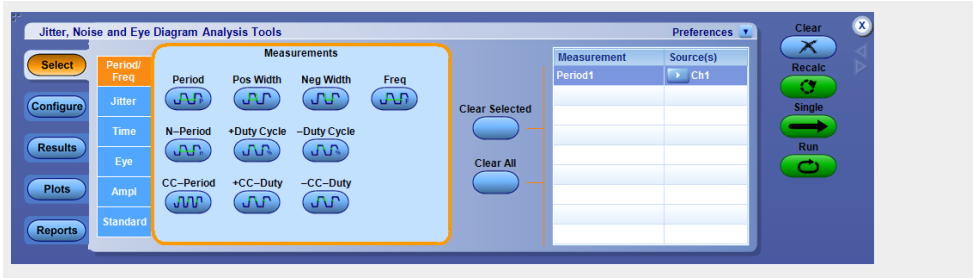 Jitter, Noise and Eye Diagram Analysis Tools
Preferences
Clear
X
Select
Configure
Results
Plots
Reports
Period/
Freq
Jitter
Time
Eye
Ampl
Standard
Measurements
Period Pos Width Neg Width Freq
N–Period +Duty Cycle –Duty Cycle
CC–Period +CC–Duty –CC–Duty
Clear Selected
Clear All
Measurement Source(s)
Period1 Ch1
Recalc
Single
Run